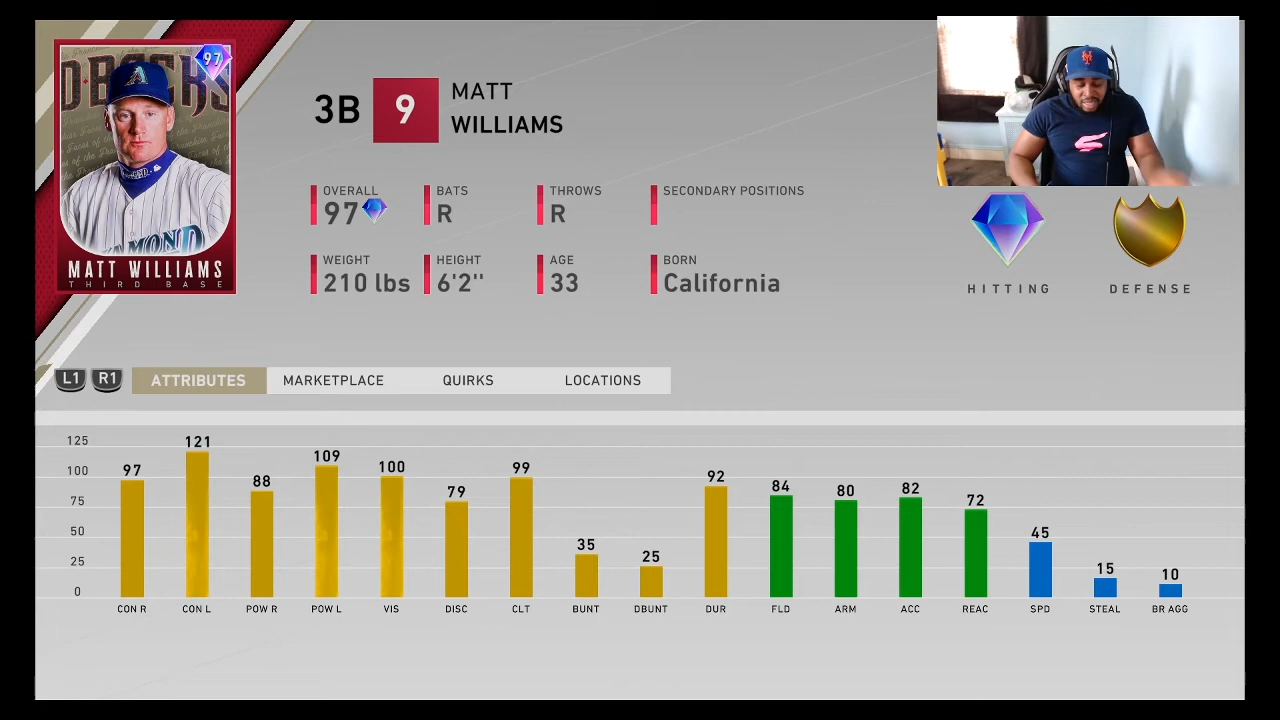 D-BACKS
97
MATT WILLIAMS
THIRD BASE
3B
9
MATT
WILLIAMS
OVERALL
97
BATS
R
THROWS
R
SECONDARY POSITIONS
WEIGHT
210 lbs
HEIGHT
6'2"
AGE
33
BORN
California
HITTING
DEFENSE
L1
R1
ATTRIBUTES
MARKETPLACE
QUIRKS
LOCATIONS
125
100
75
50
25
0
97
121
88
109
100
79
99
35
25
92
84
80
82
72
45
15
10
CON R
CON L
POW R
POW L
VIS
DISC
CLT
BUNT
DBUNT
DUR
FLD
ARM
ACC
REAC
SPD
STEAL
BR AGG